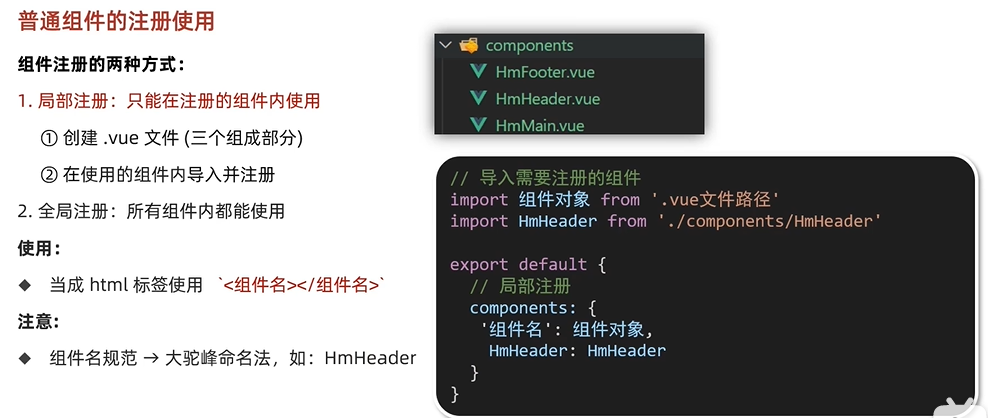 普通组件的注册使用
组件注册的两种方式：
1. 局部注册：只能在注册的组件内使用
① 创建 .vue 文件 (三个组成部分)
② 在使用的组件内导入并注册
2. 全局注册：所有组件内都能使用
使用：
◆ 当成 html 标签使用 `<组件名></组件名>`
注意：
◆ 组件名规范 → 大驼峰命名法，如：HmHeader
components
HmFooter.vue
HmHeader.vue
HmMain.vue
// 导入需要注册的组件
import 组件对象 from '.vue文件路径'
import HmHeader from './components/HmHeader'
export default {
// 局部注册
components: {
'组件名': 组件对象,
HmHeader: HmHeader
}
}